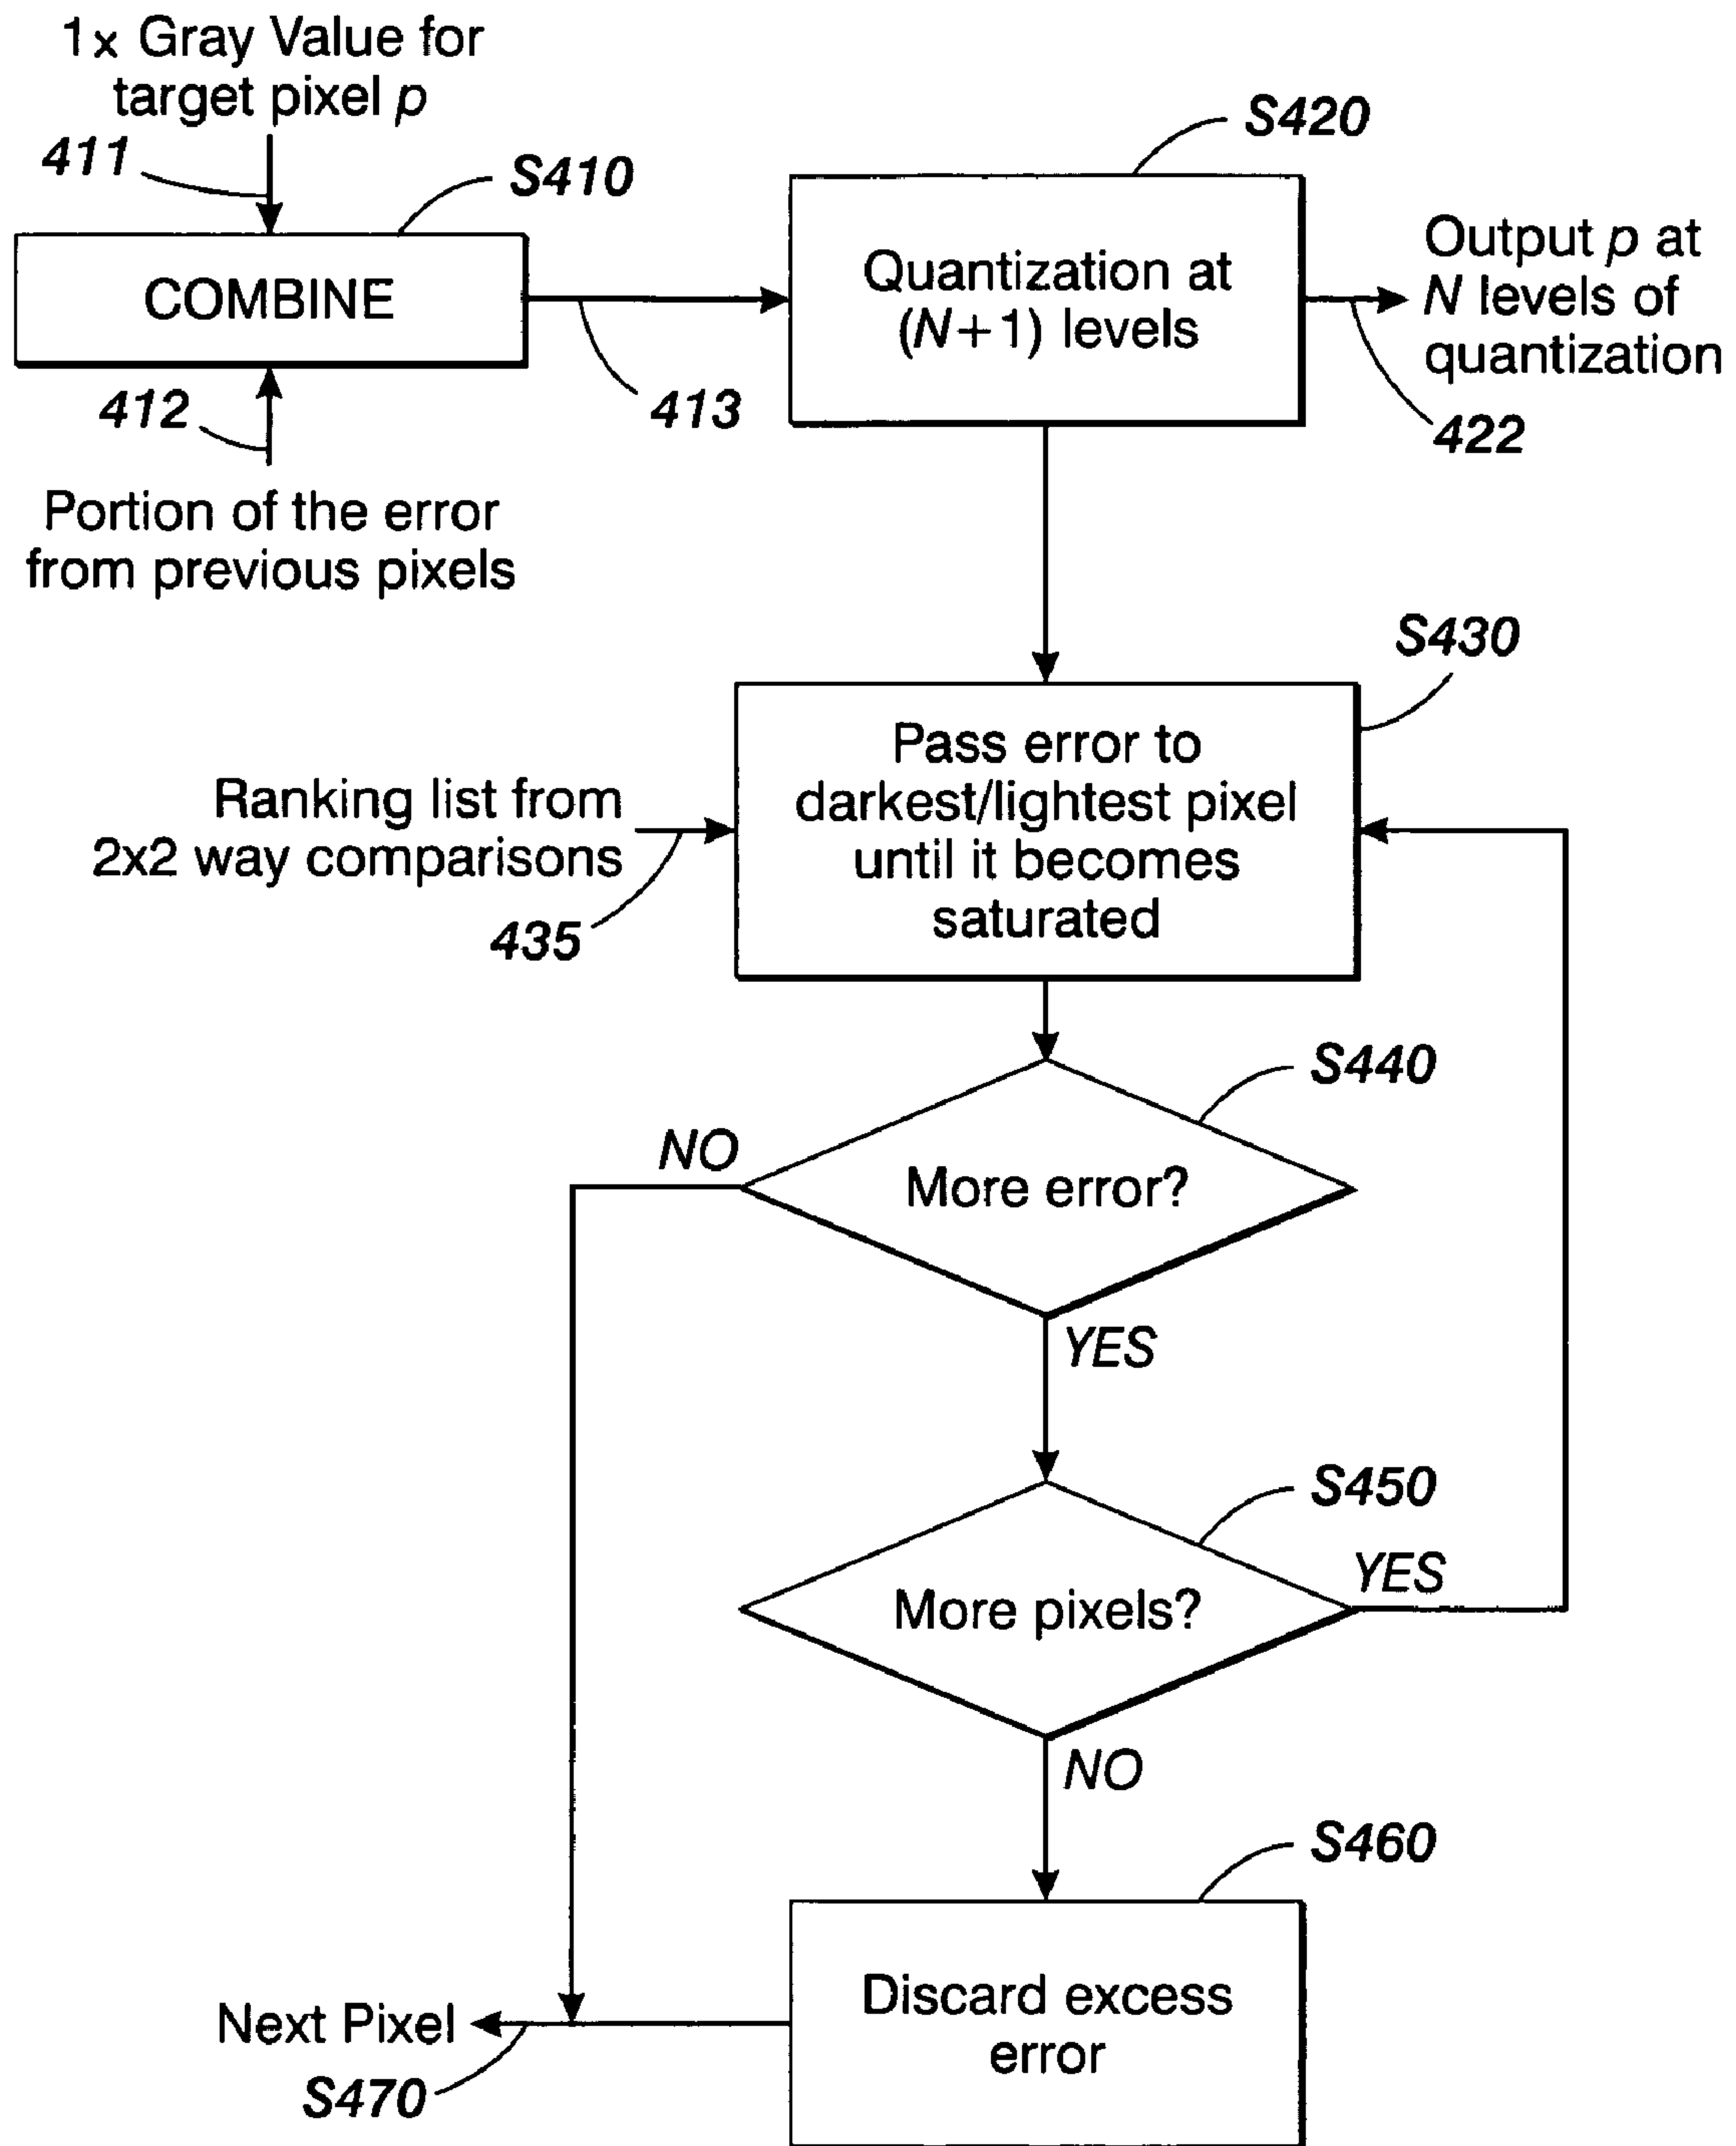 1x Gray Value for
target pixel p
411
S410
COMBINE
412
Portion of the error
from previous pixels
413
S420
Quantization at
(N+1) levels
Output p at
N levels of
quantization
422
S430
Pass error to
darkest/lightest pixel
until it becomes
saturated
Ranking list from
2x2 way comparisons
435
S440
NO
More error?
YES
S450
More pixels?
YES
NO
S460
Discard excess
error
Next Pixel
S470